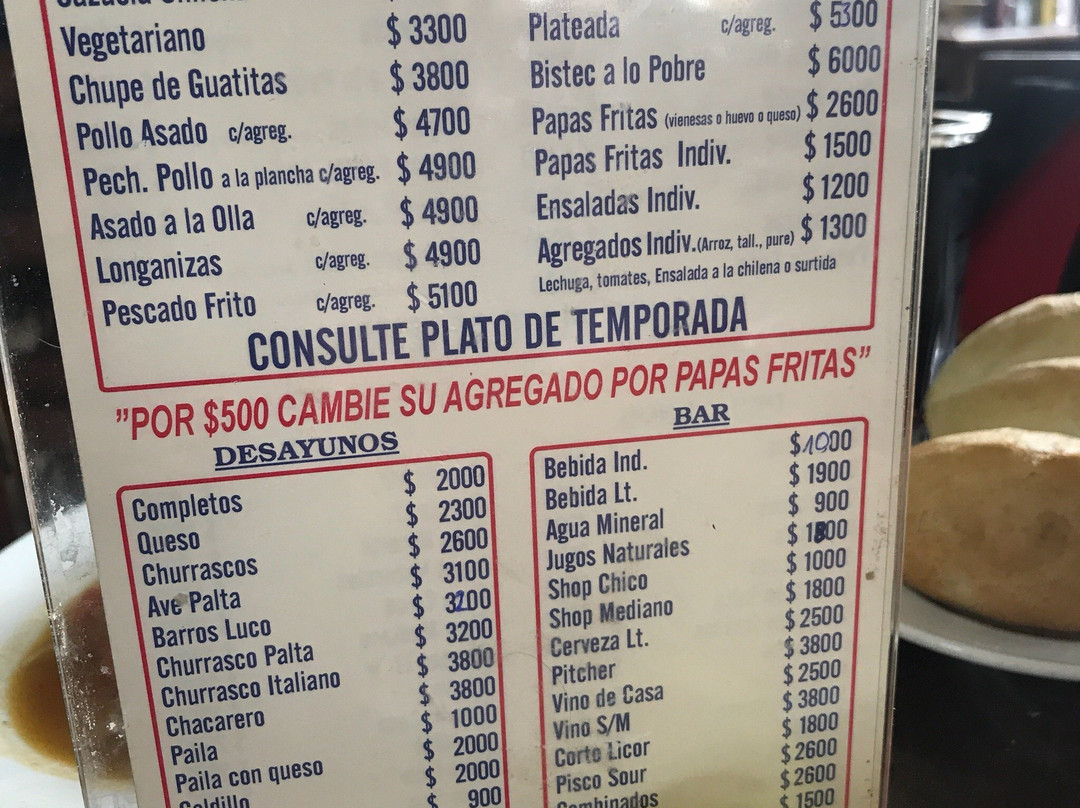 Vegetariano $ 3300
Chupe de Guatitas $ 3800
Pollo Asado c/agreg. $ 4700
Pech. Pollo a la plancha c/agreg. $ 4900
Asado a la Olla c/agreg. $ 4900
Longanizas c/agreg. $ 4900
Pescado Frito c/agreg. $ 5100
Plateada c/agreg. $ 5300
Bistec a lo Pobre $ 6000
Papas Fritas (vienesas o huevo o queso) $ 2600
Papas Fritas Indiv. $ 1500
Ensaladas Indiv. $ 1200
Agregados Indiv.(Arroz, tall., pure) $ 1300
Lechuga, tomates, Ensalada a la chilena o surtida
CONSULTE PLATO DE TEMPORADA
”POR $500 CAMBIE SU AGREGADO POR PAPAS FRITAS”
DESAYUNOS
Completos $ 2000
Queso $ 2300
Churrascos $ 2600
Ave Palta $ 3100
Barros Luco $ 3200
Churrasco Palta $ 3200
Churrasco Italiano $ 3800
Chacarero $ 3800
Paila $ 1000
Paila con queso $ 2000
Caldillo $ 2000
$ 900
BAR
Bebida Ind. $1000
Bebida Lt. $ 1900
Agua Mineral $ 900
Jugos Naturales $
Shop Chico $ 1000
Shop Mediano $ 1800
Cerveza Lt. $ 2500
Pitcher $ 3800
Vino de Casa $ 2500
Vino S/M $ 3800
Corto Licor $ 1800
Pisco Sour $ 2600
Combinados $ 2600
$ 1500